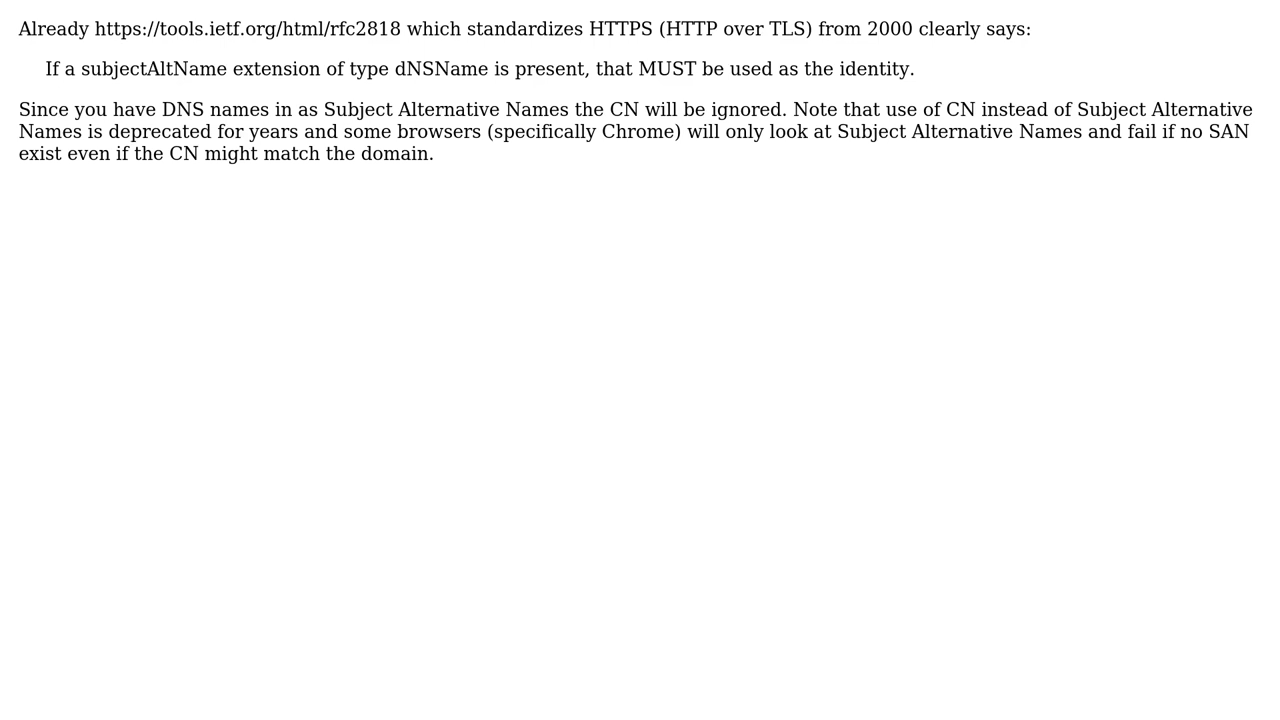 Already https://tools.ietf.org/html/rfc2818 which standardizes HTTPS (HTTP over TLS) from 2000 clearly says:
If a subjectAltName extension of type dNSName is present, that MUST be used as the identity.
Since you have DNS names in as Subject Alternative Names the CN will be ignored. Note that use of CN instead of Subject Alternative
Names is deprecated for years and some browsers (specifically Chrome) will only look at Subject Alternative Names and fail if no SAN
exist even if the CN might match the domain.